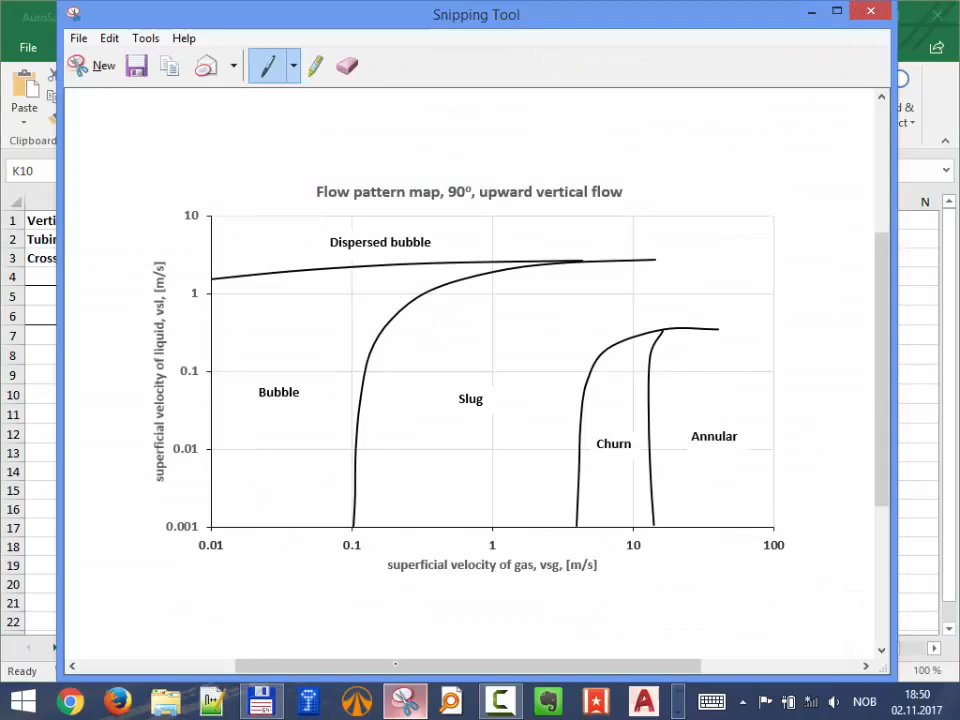 Snipping Tool
File Edit Tools Help
New
File
Paste
Clipboard
K10
N
1 Verti
2 Tubin
3 Cross
4
5
6
7
8
9
10
11
12
13
14
15
16
17
18
19
20
21
22
Flow pattern map, 90º, upward vertical flow
10
1
0.1
0.01
0.001
0.01 0.1 1 10 100
superficial velocity of liquid, vsl, [m/s]
superficial velocity of gas, vsg, [m/s]
Dispersed bubble
Bubble
Slug
Churn
Annular
Ready
100 %
NOB
18:50
02.11.2017